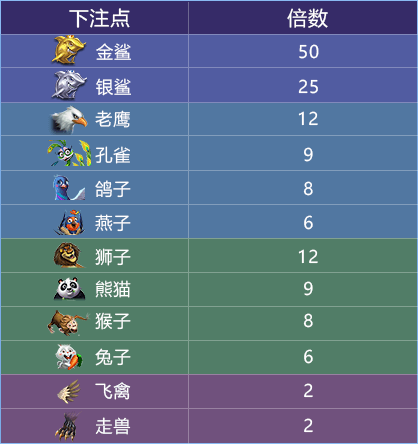 下注点 倍数
金鲨 50
银鲨 25
老鹰 12
孔雀 9
鸽子 8
燕子 6
狮子 12
熊猫 9
猴子 8
兔子 6
飞禽 2
走兽 2